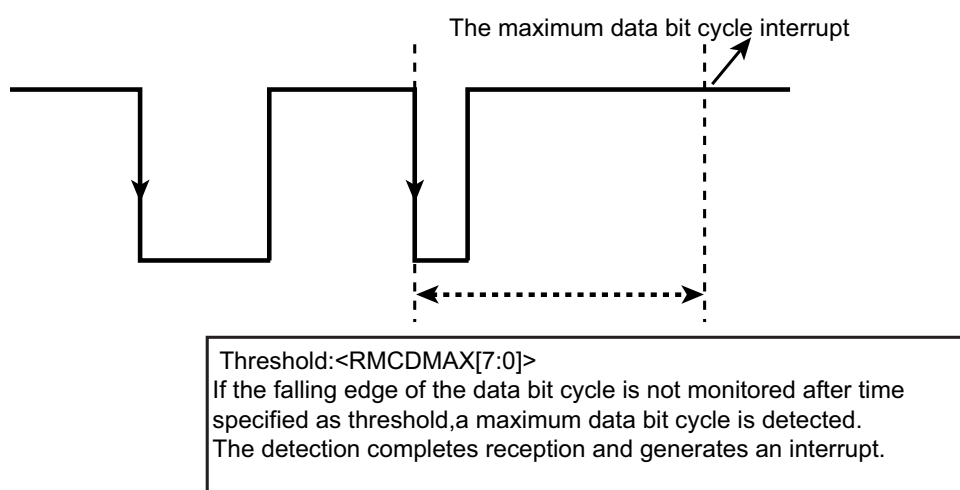 The maximum data bit cycle interrupt
Threshold:<RMCDMAX[7:0]>
If the falling edge of the data bit cycle is not monitored after time
specified as threshold,a maximum data bit cycle is detected.
The detection completes reception and generates an interrupt.